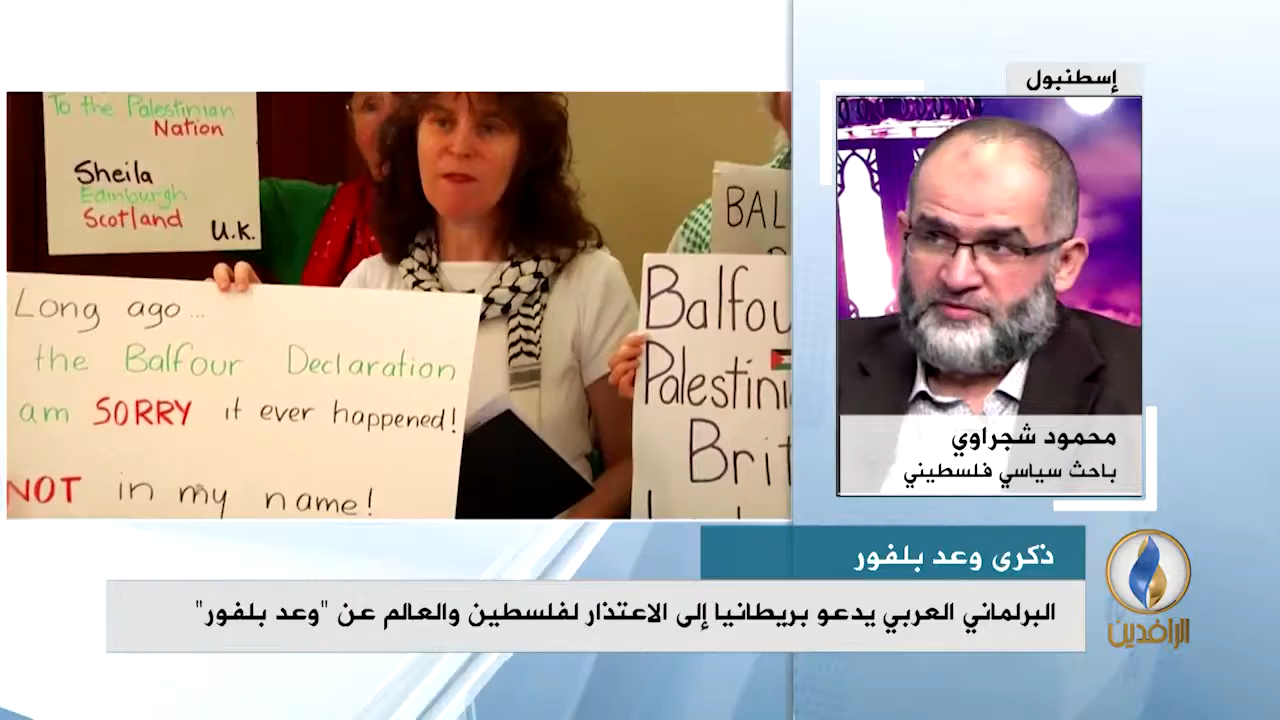 To the Palestinian
Nation
Sheila
Edinburgh
Scotland
U.K.
Long ago...
the Balfour Declaration
am SORRY it ever happened!
NOT in my name!
Balfou
Palestini
Brit
إسطنبول
محمود شجراوي
باحث سياسي فلسطيني
ذكرى وعد بلفور
البرلماني العربي يدعو بريطانيا إلى الاعتذار لفلسطين والعالم عن "وعد بلفور"
الرافدين